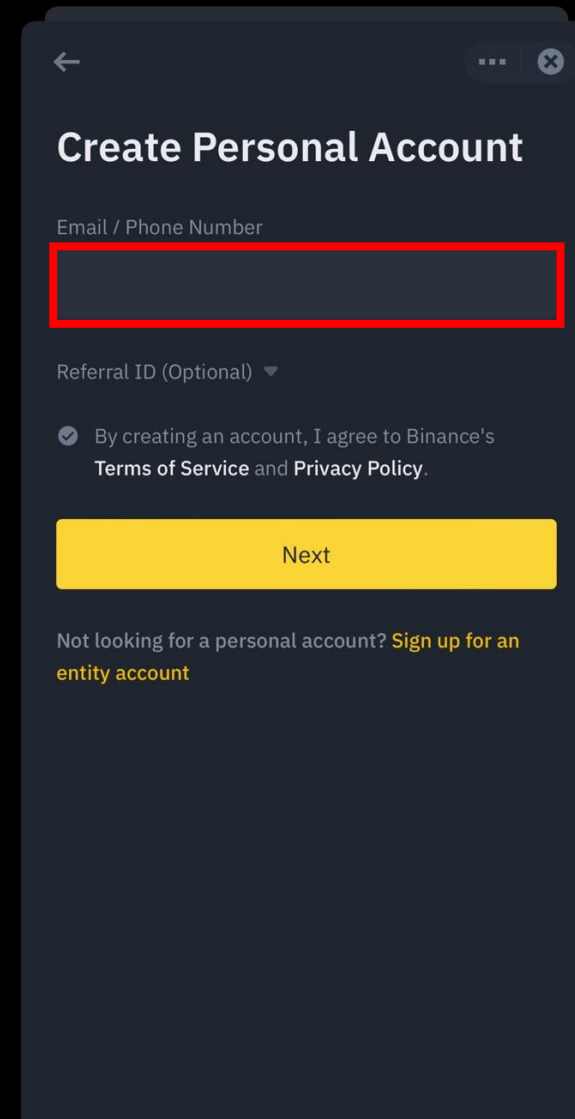 Create Personal Account
Email / Phone Number
Referral ID (Optional)
By creating an account, I agree to Binance's
Terms of Service and Privacy Policy.
Next
Not looking for a personal account? Sign up for an
entity account